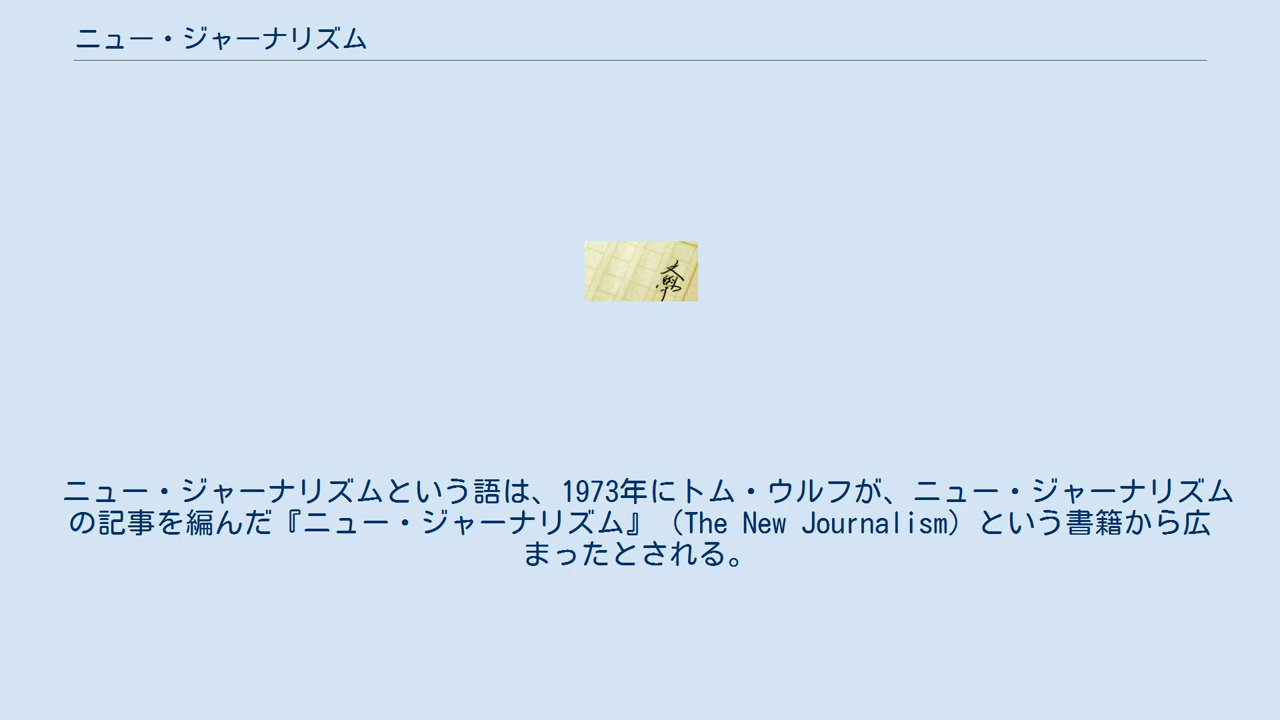 ニュー・ジャーナリズム
ニュー・ジャーナリズムという語は、1973年にトム・ウルフが、ニュー・ジャーナリズム
の記事を編んだ『ニュー・ジャーナリズム』（The New Journalism）という書籍から広
まったとされる。